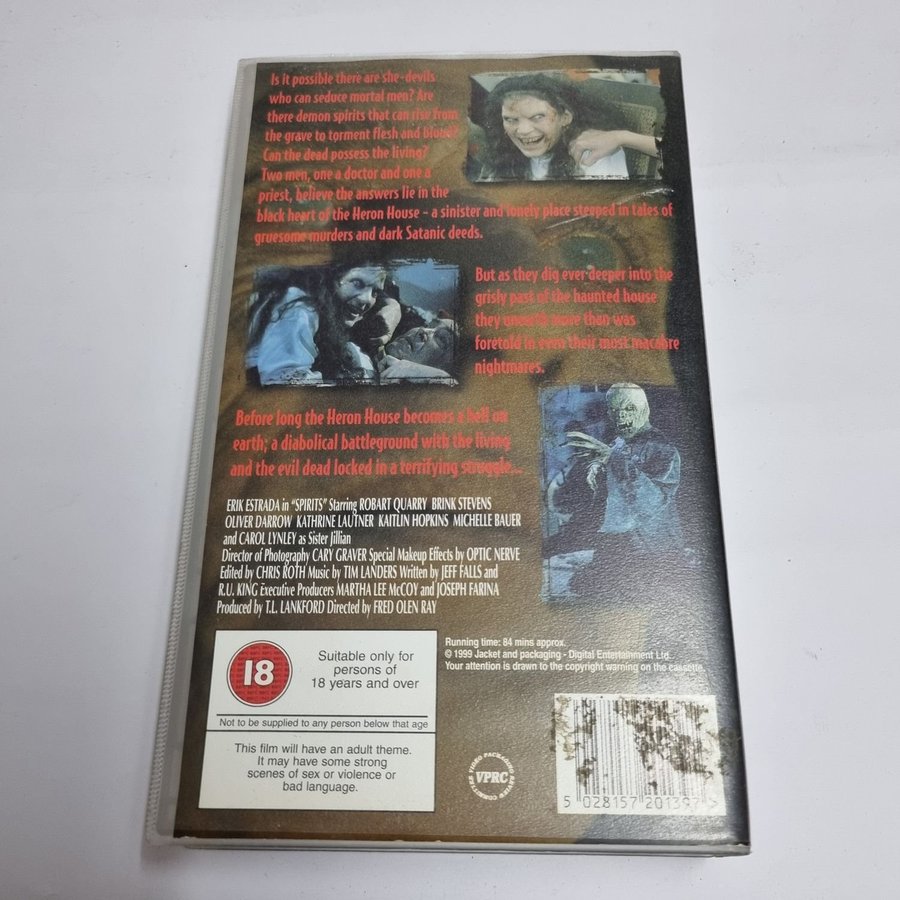 Is it possible there are she-devils
who can seduce mortal men? Are
there demon spirits that can rise from
the grave to torment flesh and blood?
Can the dead possess the living?
Two men, one a doctor and one a
priest, believe the answers lie in the
black heart of the Heron House - a sinister and lonely place steeped in tales of
gruesome murders and dark Satanic deeds.
But as they dig ever deeper into the
grisly past of the haunted house
they unearth more than was
foretold in even their most macabre
nightmares.
Before long the Heron House becomes a hell on
earth; a diabolical battleground with the living
and the evil dead locked in a terrifying struggle...
ERIK ESTRADA in "SPIRITS" Starring ROBART QUARRY BRINK STEVENS
OLIVER DARROW KATHRINE LAUTNER KAITLIN HOPKINS MICHELLE BAUER
and CAROL LYNLEY as Sister Jillian
Director of Photography CARY GRAVER Special Makeup Effects by OPTIC NERVE
Edited by CHRIS ROTH Music by TIM LANDERS Written by JEFF FALLS and
R.U. KING Executive Producers MARTHA LEE McCOY and JOSEPH FARINA
Produced by T.L. LANKFORD Directed by FRED OLEN RAY
18
Suitable only for
persons of
18 years and over
Not to be supplied to any person below that age
This film will have an adult theme.
It may have some strong
scenes of sex or violence or
bad language.
Running time: 84 mins approx.
© 1999 Jacket and packaging - Digital Entertainment Ltd.
Your attention is drawn to the copyright warning on the cassette.
VIDEO PACKAGING REVIEW COMMITTEE
VPRC
5 028157 201397 >